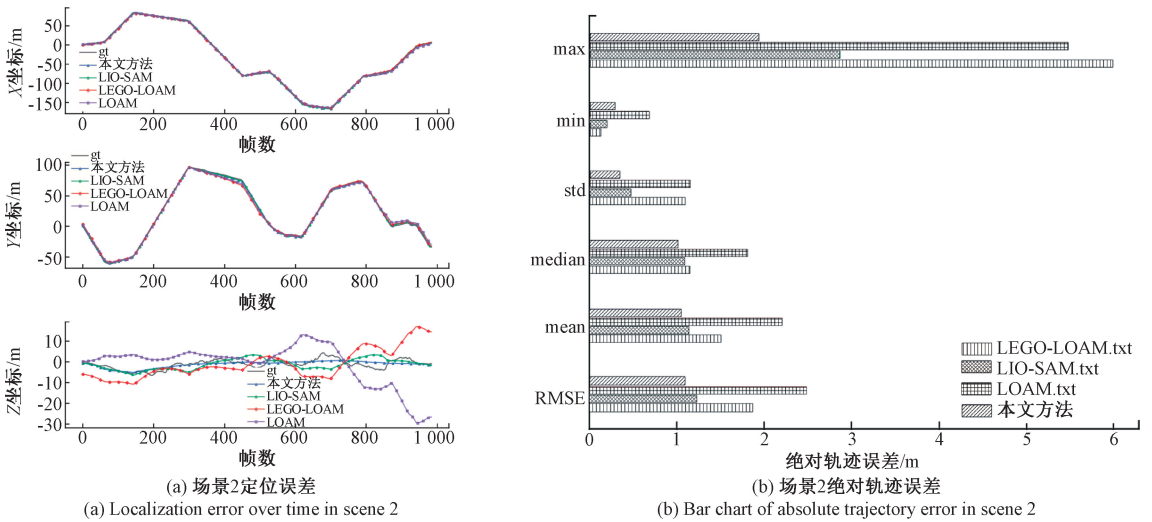 X坐标/m
50
0
-50
-100
-150
gt
本文方法
LIO-SAM
LEGO-LOAM
LOAM
0 200 400 600 800 1 000
帧数
Y坐标/m
100
50
0
-50
gt
本文方法
LIO-SAM
LEGO-LOAM
LOAM
0 200 400 600 800 1 000
帧数
Z坐标/m
10
0
-10
-20
-30
gt
本文方法
LIO-SAM
LEGO-LOAM
LOAM
0 200 400 600 800 1 000
帧数
(a) 场景2定位误差
(a) Localization error over time in scene 2
max
min
std
median
mean
RMSE
LEGO-LOAM.txt
LIO-SAM.txt
LOAM.txt
本文方法
0 1 2 3 4 5 6
绝对轨迹误差/m
(b) 场景2绝对轨迹误差
(b) Bar chart of absolute trajectory error in scene 2